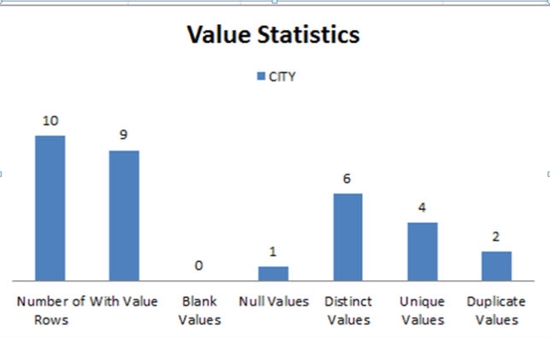 Value Statistics
CITY
10
9
0
1
6
4
2
Number of Rows
With Value
Blank Values
Null Values
Distinct Values
Unique Values
Duplicate Values